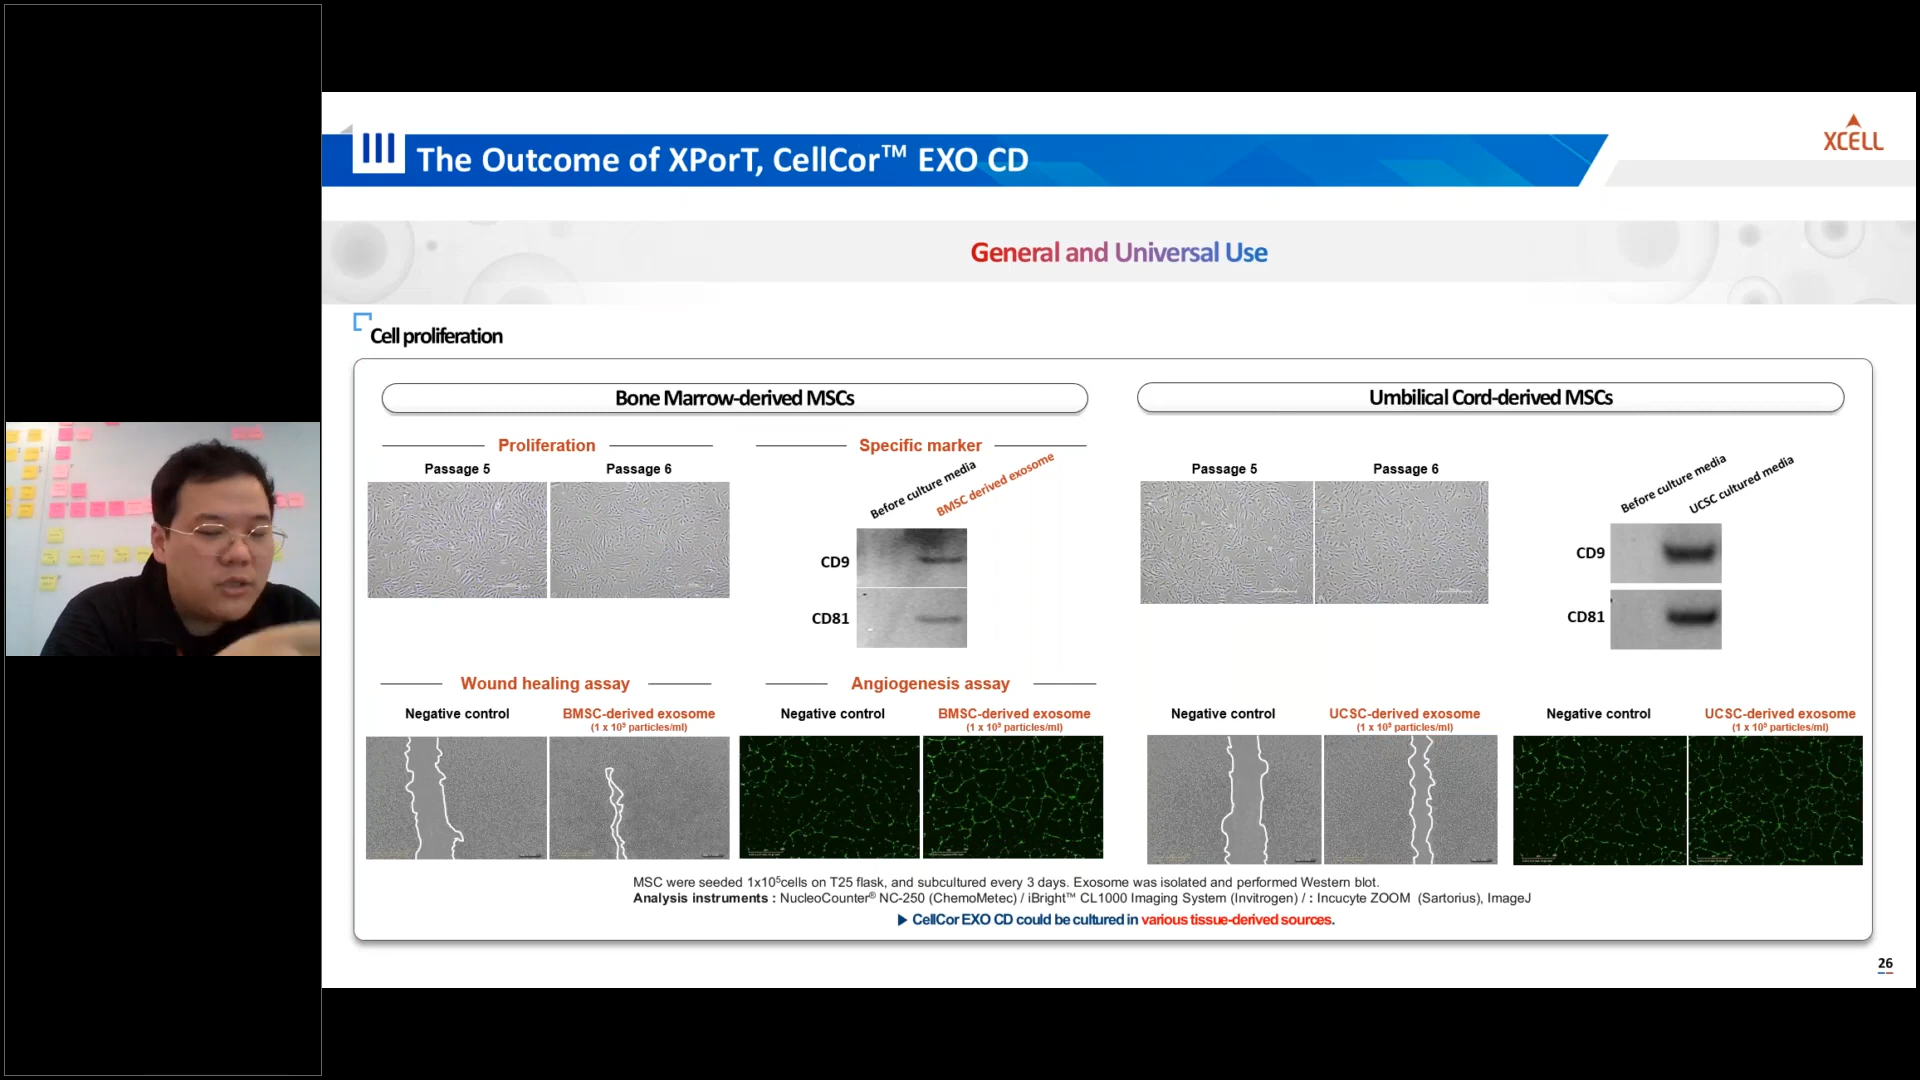 III The Outcome of XPorT, CellCor™ EXO CD
XCELL
General and Universal Use
Cell proliferation
Bone Marrow-derived MSCs
Proliferation
Specific marker
Passage 5
Passage 6
Before culture media
BMSC derived exosome
CD9
CD81
Wound healing assay
Angiogenesis assay
Negative control
BMSC-derived exosome
(1 x 10⁹ particles/ml)
Negative control
BMSC-derived exosome
(1 x 10⁹ particles/ml)
Umbilical Cord-derived MSCs
Passage 5
Passage 6
Before culture media
UCSC cultured media
CD9
CD81
Negative control
UCSC-derived exosome
(1 x 10⁹ particles/ml)
Negative control
UCSC-derived exosome
(1 x 10⁹ particles/ml)
MSC were seeded 1x10⁵cells on T25 flask, and subcultured every 3 days. Exosome was isolated and performed Western blot.
Analysis instruments : NucleoCounter® NC-250 (ChemoMetec) / iBright™ CL1000 Imaging System (Invitrogen) / : Incucyte ZOOM (Sartorius), ImageJ
▶ CellCor EXO CD could be cultured in various tissue-derived sources.
26